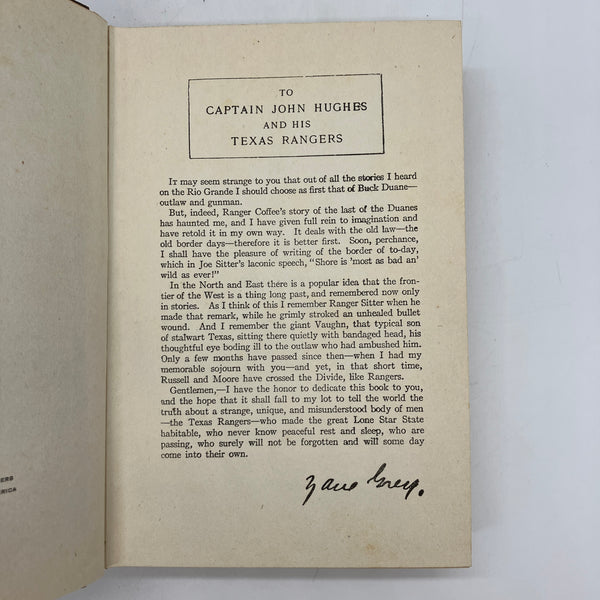 TO
CAPTAIN JOHN HUGHES
AND HIS
TEXAS RANGERS
It may seem strange to you that out of all the stories I heard
on the Rio Grande I should choose as first that of Buck Duane—
outlaw and gunman.
But, indeed, Ranger Coffee's story of the last of the Duanes
has haunted me, and I have given full rein to imagination and
have retold it in my own way. It deals with the old law—the
old border days—therefore it is better first. Soon, perchance,
I shall have the pleasure of writing of the border of to-day,
which in Joe Sitter's laconic speech, "Shore is 'most as bad an'
wild as ever!"
In the North and East there is a popular idea that the fron-
tier of the West is a thing long past, and remembered now only
in stories. As I think of this I remember Ranger Sitter when he
made that remark, while he grimly stroked an unhealed bullet
wound. And I remember the giant Vaughn, that typical son
of stalwart Texas, sitting there quietly with bandaged head, his
thoughtful eye boding ill to the outlaw who had ambushed him.
Only a few months have passed since then—when I had my
memorable sojourn with you—and yet, in that short time,
Russell and Moore have crossed the Divide, like Rangers.
Gentlemen,—I have the honor to dedicate this book to you,
and the hope that it shall fall to my lot to tell the world the
truth about a strange, unique, and misunderstood body of men
—the Texas Rangers—who made the great Lone Star State
habitable, who never know peaceful rest and sleep, who are
passing, who surely will not be forgotten and will some day
come into their own.
Zane Grey.